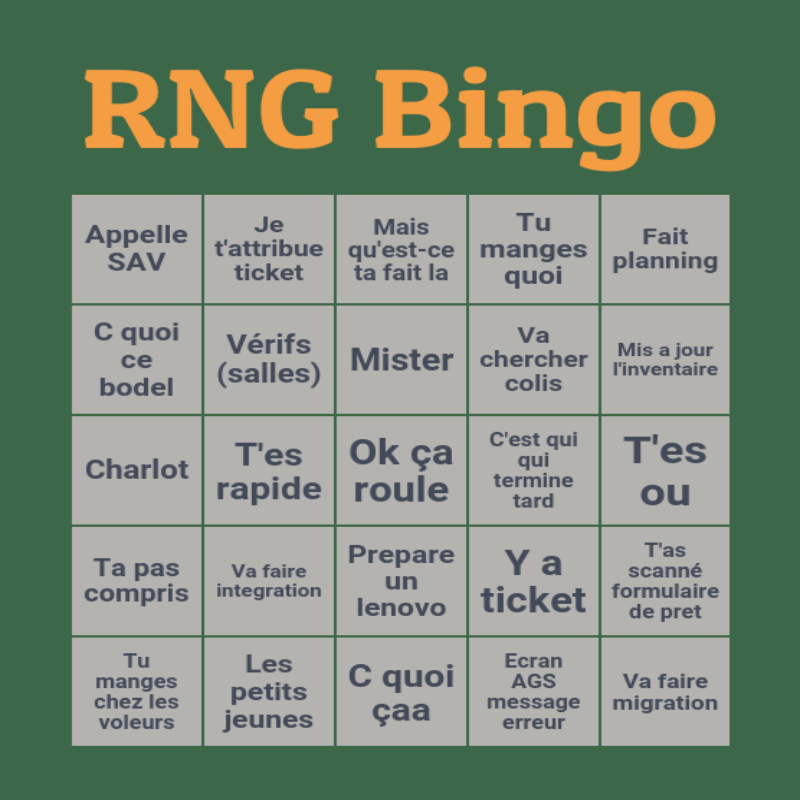 RNG Bingo
Appelle
SAV
Je
t'attribue
ticket
Mais
qu'est-ce
ta fait la
Tu
manges
quoi
Fait
planning
C quoi
ce
bodel
Vérifs
(salles)
Mister
Va
chercher
colis
Mis a jour
l'inventaire
Charlot
T'es
rapide
Ok ça
roule
C'est qui
qui
termine
tard
T'es
ou
Ta pas
compris
Va faire
integration
Prepare
un
lenovo
Y a
ticket
T'as
scanné
formulaire
de pret
Tu
manges
chez les
voleurs
Les
petits
jeunes
C quoi
çaa
Ecran
AGS
message
erreur
Va faire
migration